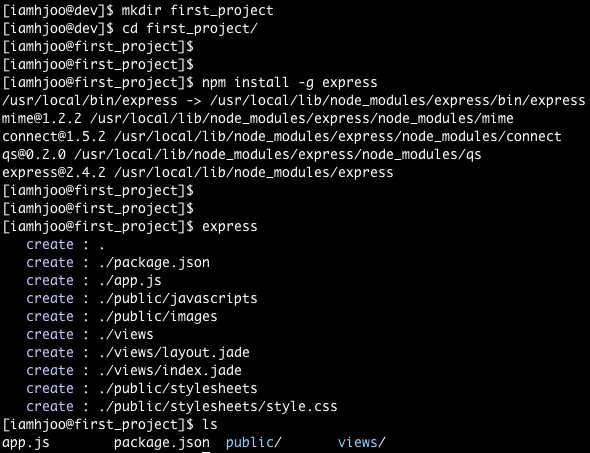 [iamhjoo@dev]$ mkdir first_project
[iamhjoo@dev]$ cd first_project/
[iamhjoo@first_project]$
[iamhjoo@first_project]$
[iamhjoo@first_project]$ npm install -g express
/usr/local/bin/express -> /usr/local/lib/node_modules/express/bin/express
mime@1.2.2 /usr/local/lib/node_modules/express/node_modules/mime
connect@1.5.2 /usr/local/lib/node_modules/express/node_modules/connect
qs@0.2.0 /usr/local/lib/node_modules/express/node_modules/qs
express@2.4.2 /usr/local/lib/node_modules/express
[iamhjoo@first_project]$
[iamhjoo@first_project]$
[iamhjoo@first_project]$ express
   create : .
   create : ./package.json
   create : ./app.js
   create : ./public/javascripts
   create : ./public/images
   create : ./views
   create : ./views/layout.jade
   create : ./views/index.jade
   create : ./public/stylesheets
   create : ./public/stylesheets/style.css
[iamhjoo@first_project]$ ls
app.js        package.json  public/       views/